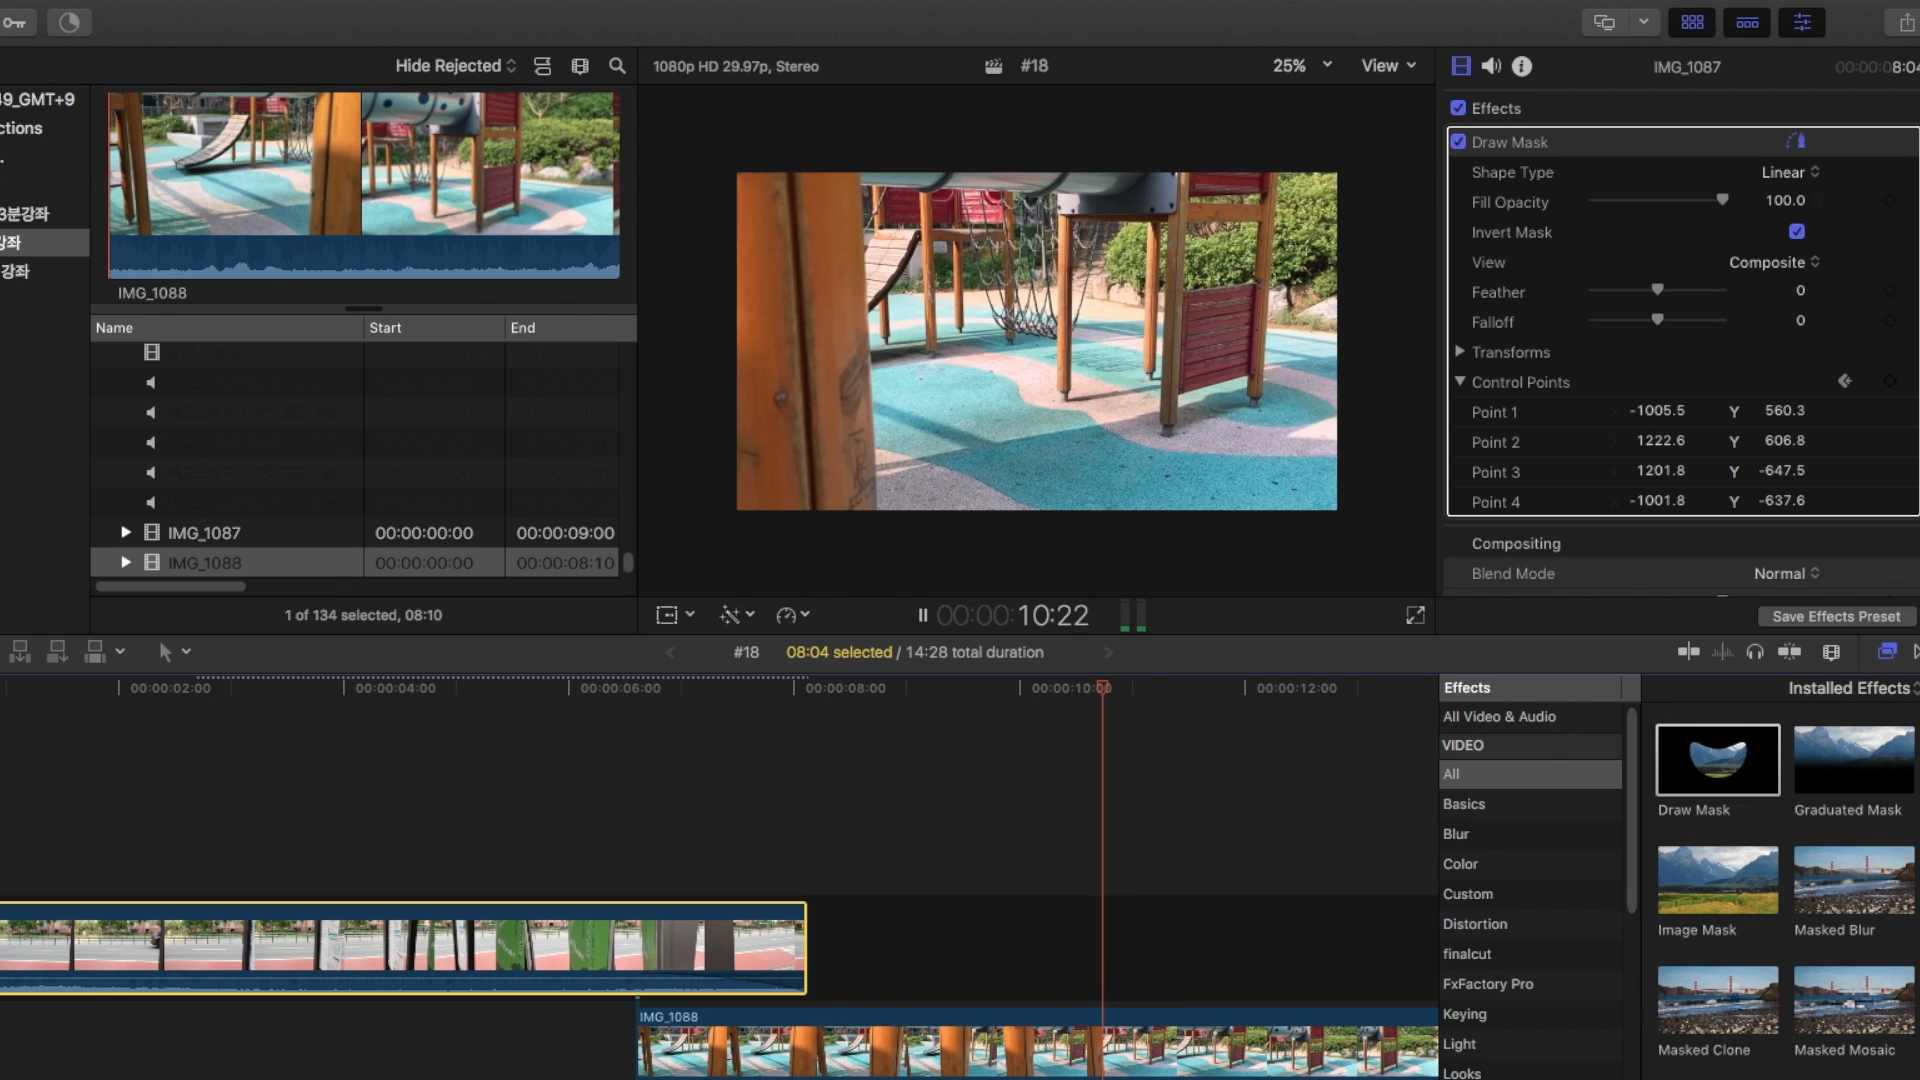 Hide Rejected
1080p HD 29.97p, Stereo
#18
25%
View
IMG_1087
00:00:08:04
49_GMT+9
ctions
3분강좌
강좌
강좌
IMG_1088
Name Start End
IMG_1087 00:00:00:00 00:00:09:00
IMG_1088 00:00:00:00 00:00:08:10
1 of 134 selected, 08:10
00:00:10:22
Effects
Draw Mask
Shape Type Linear
Fill Opacity 100.0
Invert Mask
View Composite
Feather 0
Falloff 0
Transforms
Control Points
Point 1 X -1005.5 Y 560.3
Point 2 X 1222.6 Y 606.8
Point 3 X 1201.8 Y -647.5
Point 4 X -1001.8 Y -637.6
Compositing
Blend Mode Normal
Save Effects Preset
#18 08:04 selected / 14:28 total duration
00:00:02:00 00:00:04:00 00:00:06:00 00:00:08:00 00:00:10:00 00:00:12:00
IMG_1088
Effects
Installed Effects
All Video & Audio
VIDEO
All
Basics
Blur
Color
Custom
Distortion
finalcut
FxFactory Pro
Keying
Light
Looks
Draw Mask
Graduated Mask
Image Mask
Masked Blur
Masked Clone
Masked Mosaic